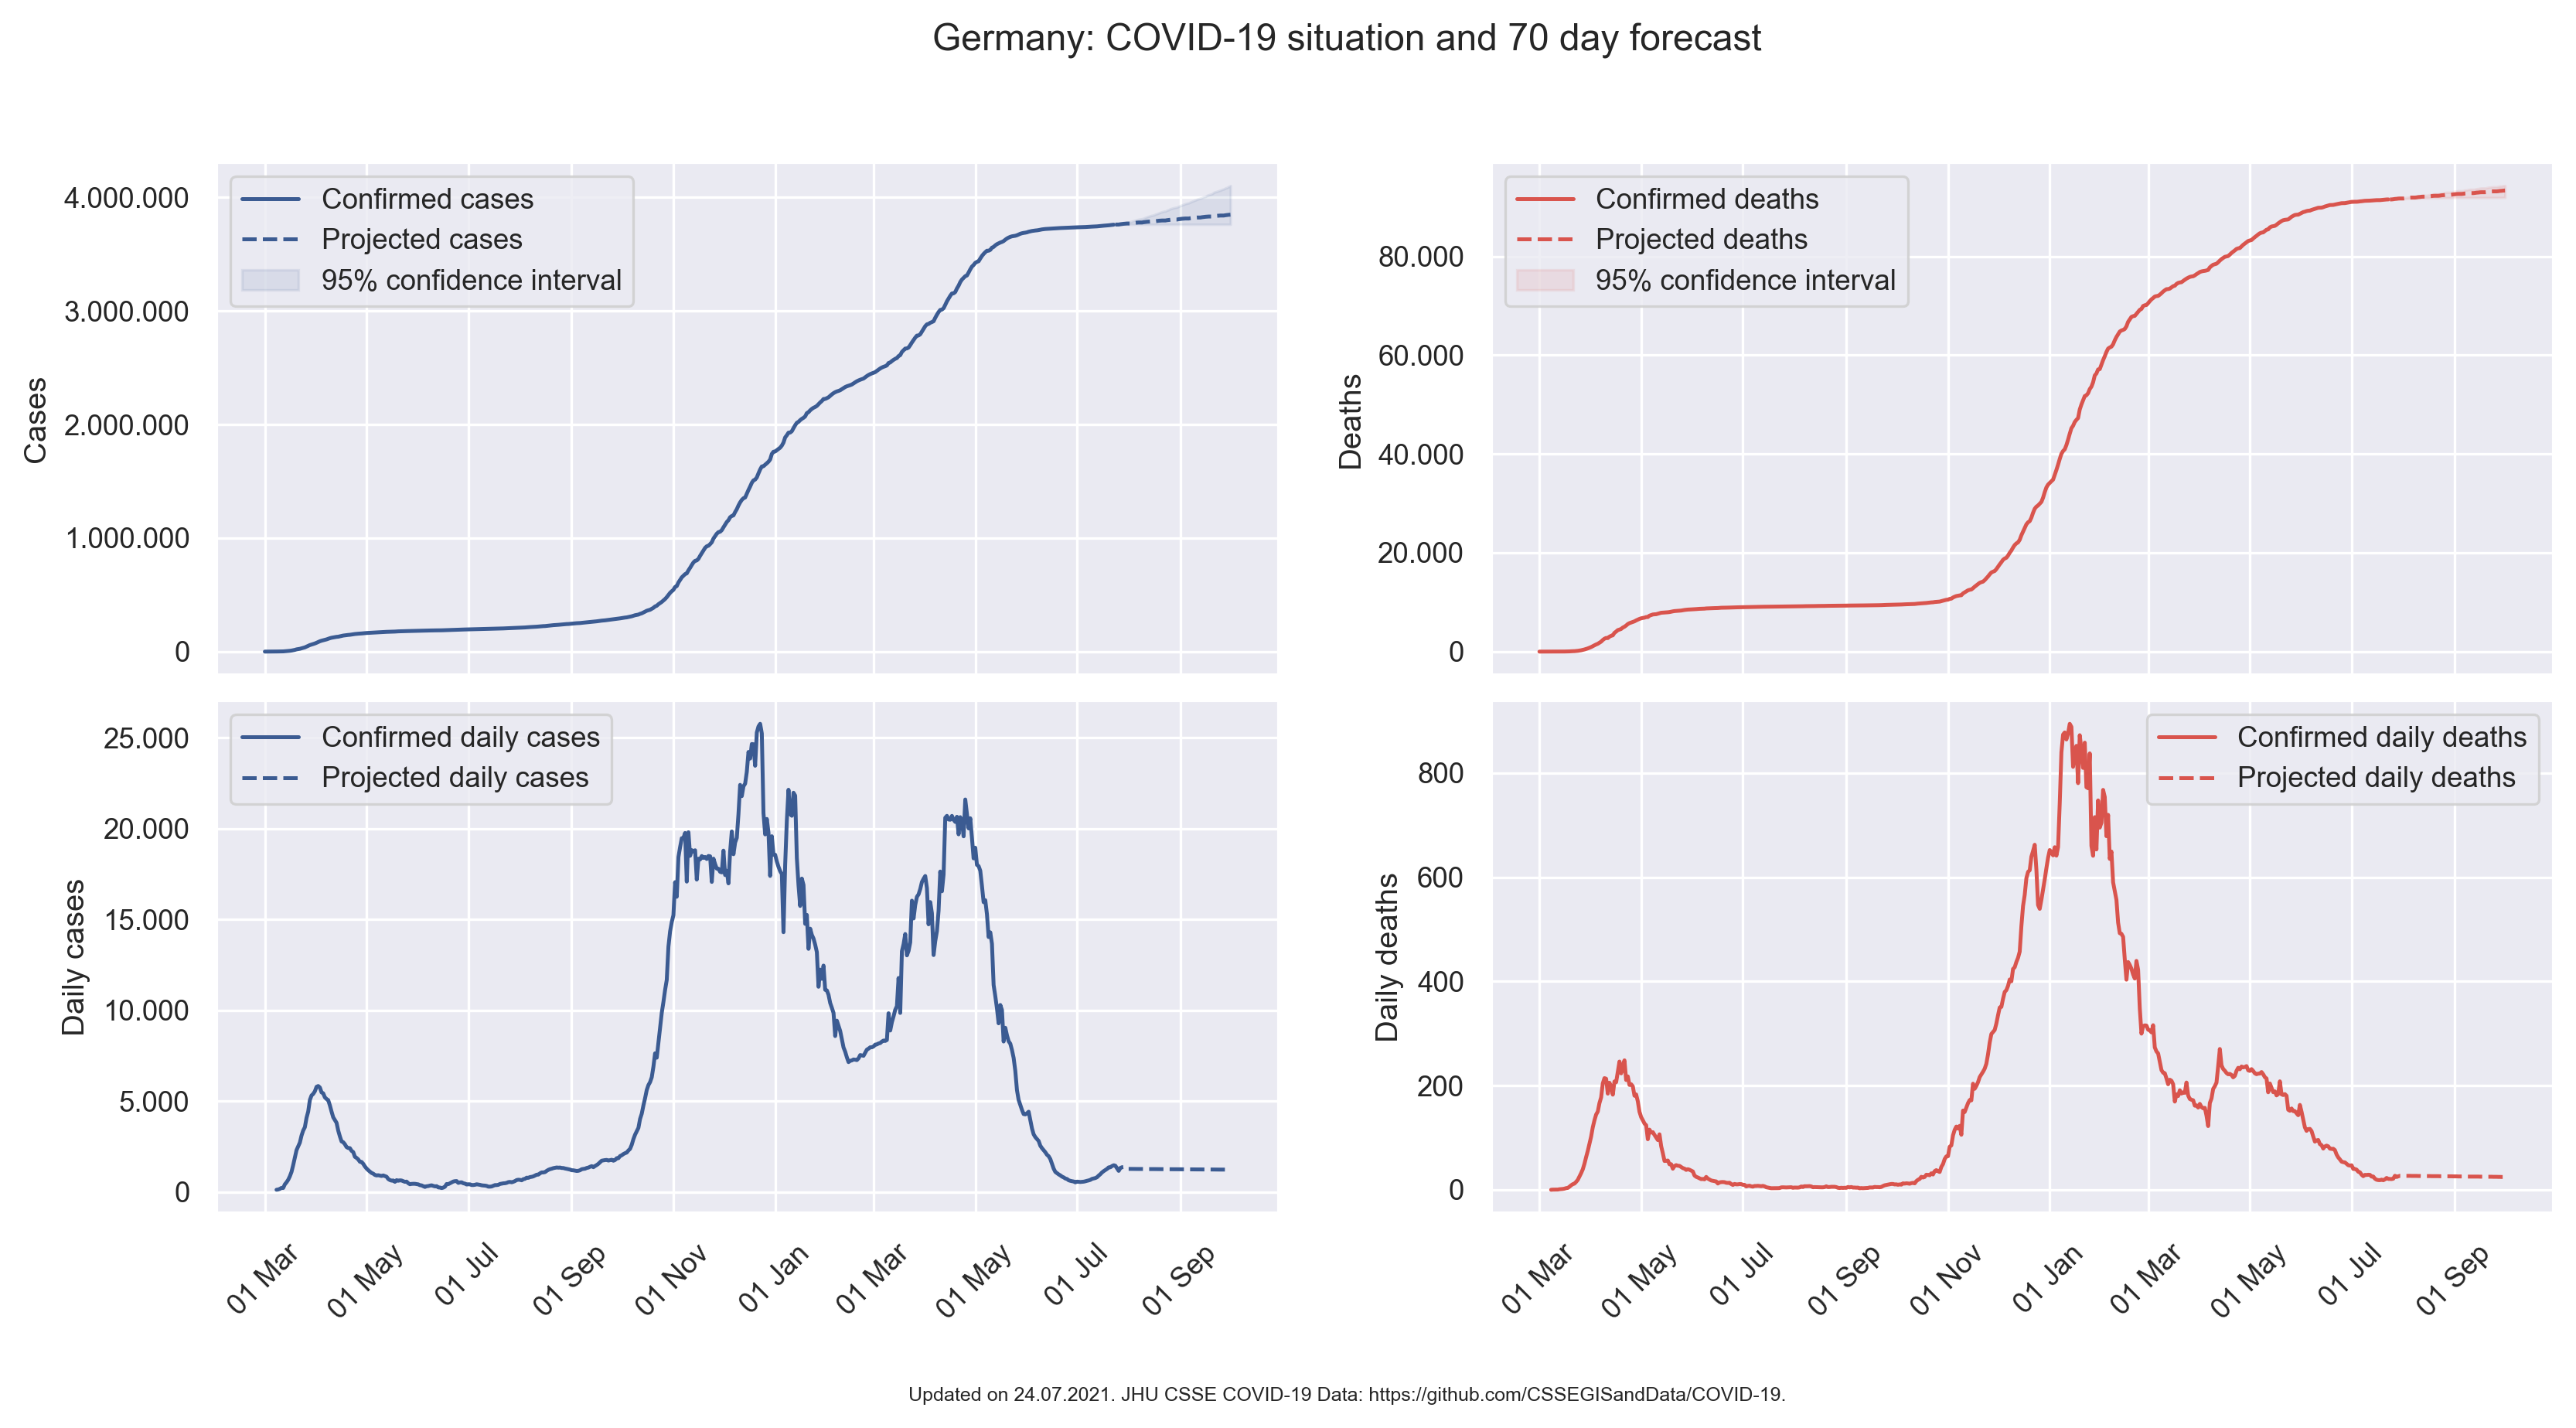 Germany: COVID-19 situation and 70 day forecast
Cases
4.000.000
3.000.000
2.000.000
1.000.000
0
Confirmed cases
Projected cases
95% confidence interval
Deaths
80.000
60.000
40.000
20.000
0
Confirmed deaths
Projected deaths
95% confidence interval
Daily cases
25.000
20.000
15.000
10.000
5.000
0
Confirmed daily cases
Projected daily cases
01 Mar
01 May
01 Jul
01 Sep
01 Nov
01 Jan
01 Mar
01 May
01 Jul
01 Sep
Daily deaths
800
600
400
200
0
Confirmed daily deaths
Projected daily deaths
01 Mar
01 May
01 Jul
01 Sep
01 Nov
01 Jan
01 Mar
01 May
01 Jul
01 Sep
Updated on 24.07.2021. JHU CSSE COVID-19 Data: https://github.com/CSSEGISandData/COVID-19.